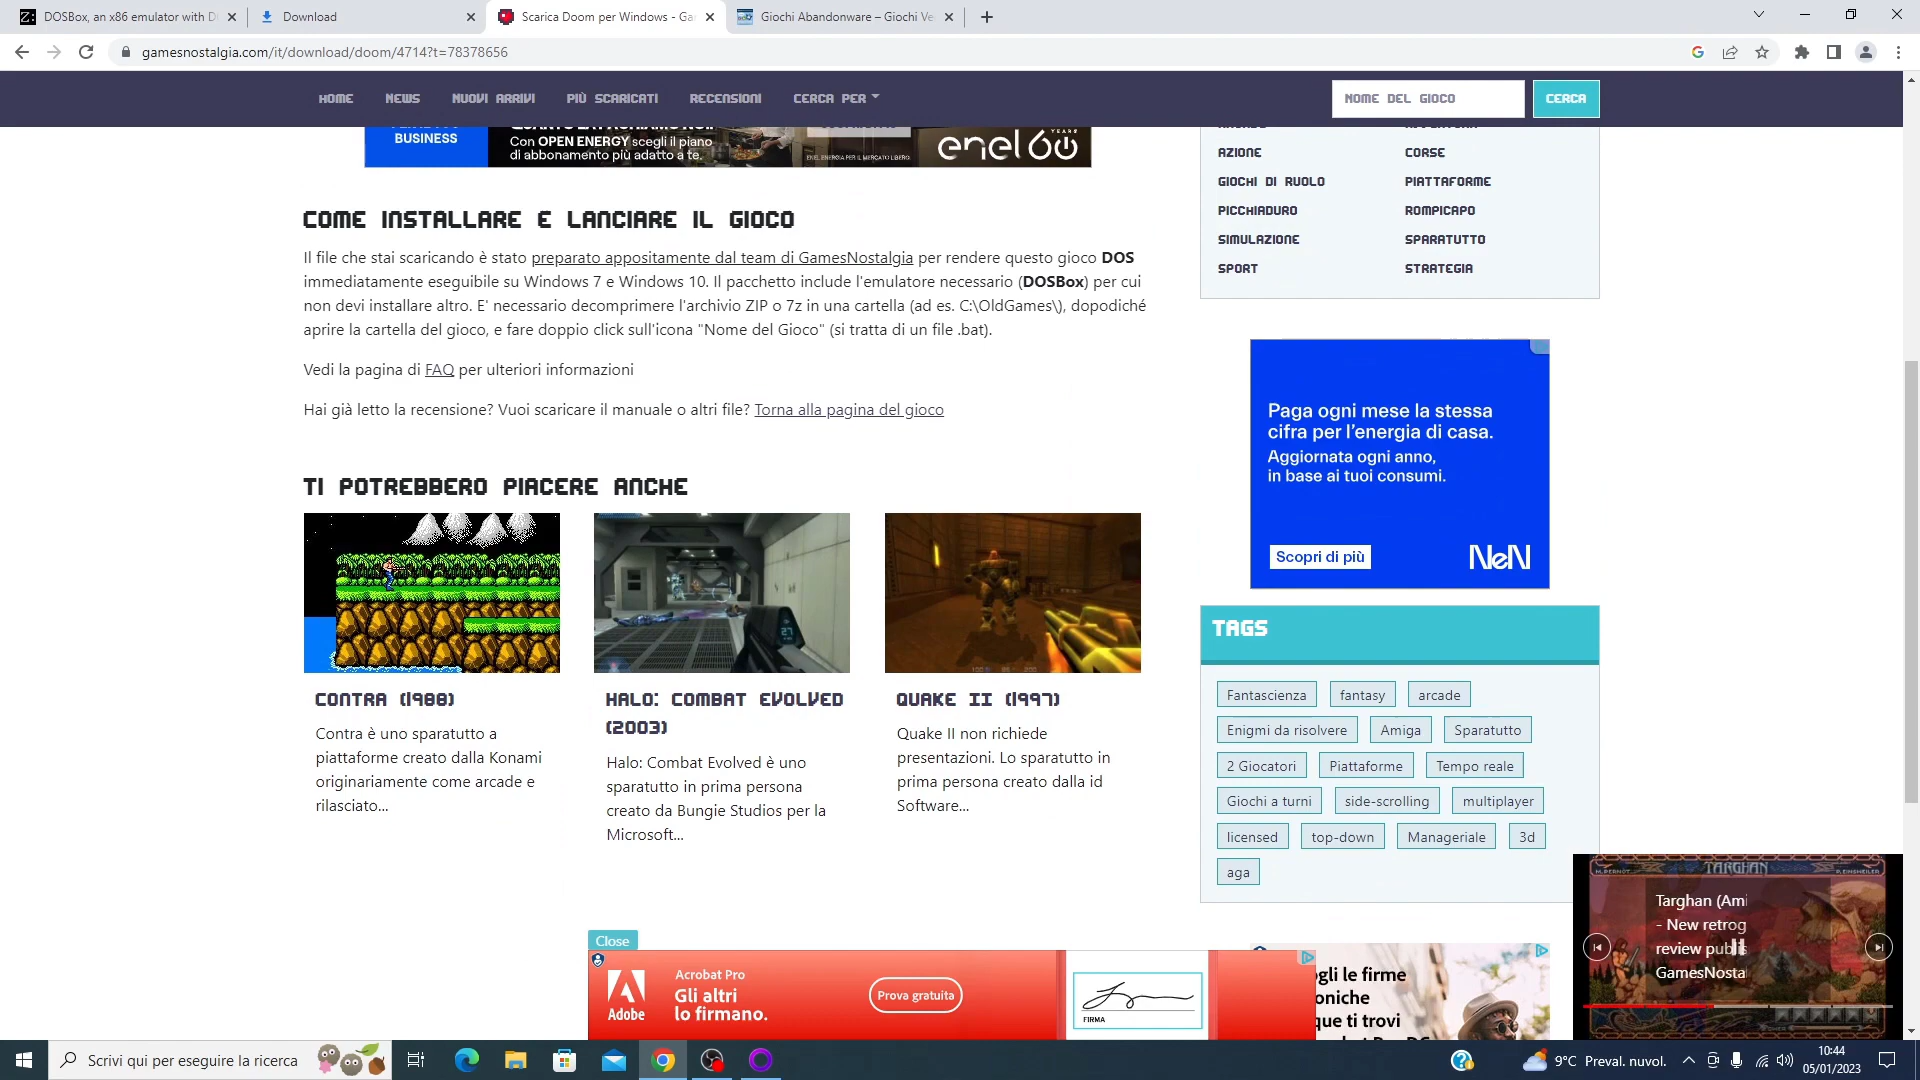 DOSBox, an x86 emulator with D
Download
Scarica Doom per Windows - Ga
Giochi Abandonware – Giochi Ve
gamesnostalgia.com/it/download/doom/4714?t=78378656
HOME NEWS NUOVI ARRIVI PIÙ SCARICATI RECENSIONI CERCA PER
NOME DEL GIOCO CERCA
BUSINESS
Con OPEN ENERGY scegli il piano
di abbonamento più adatto a te.
ENEL ENERGIA PER IL MERCATO LIBERO.
enel 60 YEARS
AZIONE CORSE
GIOCHI DI RUOLO PIATTAFORME
PICCHIADURO ROMPICAPO
SIMULAZIONE SPARATUTTO
SPORT STRATEGIA
COME INSTALLARE E LANCIARE IL GIOCO
Il file che stai scaricando è stato preparato appositamente dal team di GamesNostalgia per rendere questo gioco DOS
immediatamente eseguibile su Windows 7 e Windows 10. Il pacchetto include l'emulatore necessario (DOSBox) per cui
non devi installare altro. E' necessario decomprimere l'archivio ZIP o 7z in una cartella (ad es. C:\OldGames\), dopodiché
aprire la cartella del gioco, e fare doppio click sull'icona "Nome del Gioco" (si tratta di un file .bat).
Vedi la pagina di FAQ per ulteriori informazioni
Hai già letto la recensione? Vuoi scaricare il manuale o altri file? Torna alla pagina del gioco
Paga ogni mese la stessa
cifra per l'energia di casa.
Aggiornata ogni anno,
in base ai tuoi consumi.
Scopri di più
NeN
TI POTREBBERO PIACERE ANCHE
CONTRA (1988)
Contra è uno sparatutto a
piattaforme creato dalla Konami
originariamente come arcade e
rilasciato...
HALO: COMBAT EVOLVED
(2003)
Halo: Combat Evolved è uno
sparatutto in prima persona
creato da Bungie Studios per la
Microsoft...
QUAKE II (1997)
Quake II non richiede
presentazioni. Lo sparatutto in
prima persona creato dalla id
Software...
TAGS
Fantascienza fantasy arcade
Enigmi da risolvere Amiga Sparatutto
2 Giocatori Piattaforme Tempo reale
Giochi a turni side-scrolling multiplayer
licensed top-down Manageriale 3d
aga
TARGHAN
Targhan (Ami
- New retrog
review publis
GamesNosta
Close
Adobe
Acrobat Pro
Gli altri
lo firmano.
Prova gratuita
FIRMA
ogli le firme
oniche
que ti trovi
Scrivi qui per eseguire la ricerca
9°C Preval. nuvol.
10:44
05/01/2023